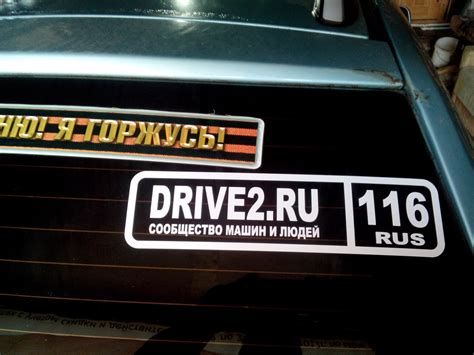 НЮ! Я ГОРЖУСЬ!
DRIVE2.RU
СООБЩЕСТВО МАШИН И ЛЮДЕЙ
116
RUS